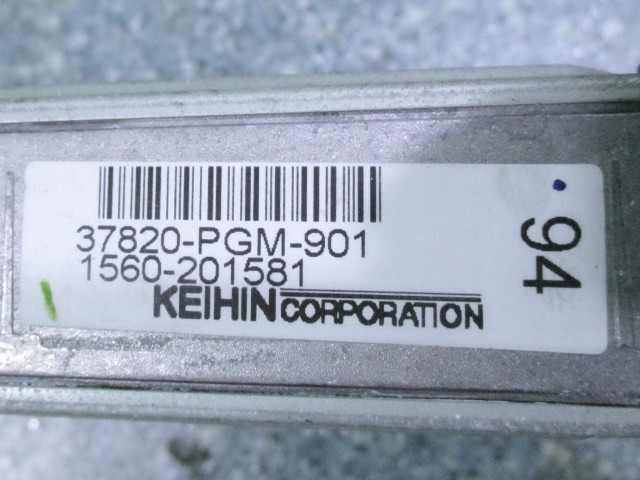 37820-PGM-901
1560-201581
KEIHIN CORPORATION
94